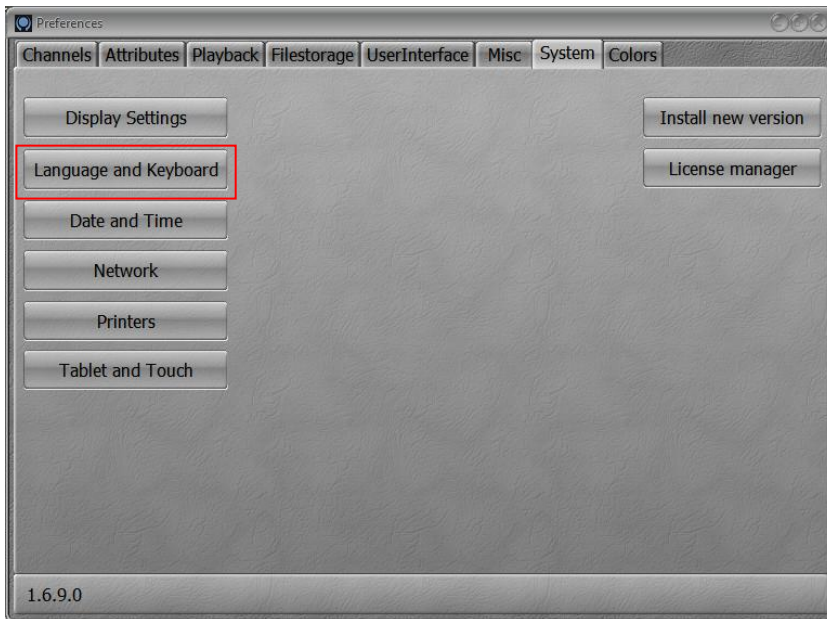 Preferences
Channels Attributes Playback Filestorage UserInterface Misc System Colors
Display Settings
Install new version
Language and Keyboard
License manager
Date and Time
Network
Printers
Tablet and Touch
1.6.9.0